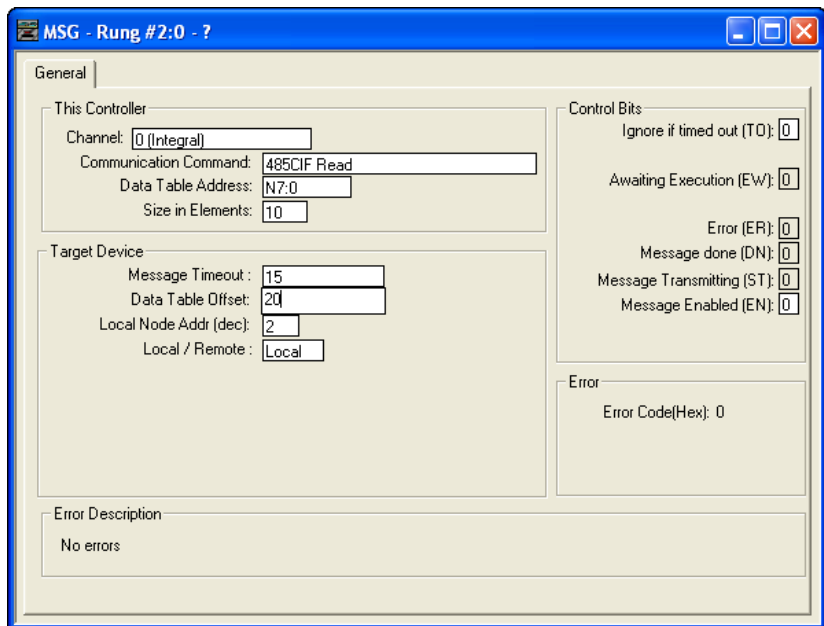 MSG - Rung #2:0 - ?
General
This Controller
Channel: 0 (Integral)
Communication Command: 485CIF Read
Data Table Address: N7:0
Size in Elements: 10
Target Device
Message Timeout : 15
Data Table Offset: 20
Local Node Addr (dec): 2
Local / Remote : Local
Control Bits
Ignore if timed out (TO): 0
Awaiting Execution (EW): 0
Error (ER): 0
Message done (DN): 0
Message Transmitting (ST): 0
Message Enabled (EN): 0
Error
Error Code(Hex): 0
Error Description
No errors